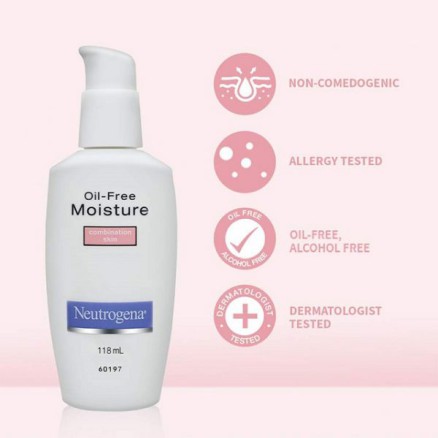 Oil-Free
Moisture
combination
skin
Neutrogena®
118 mL
60197
NON-COMEDOGENIC
ALLERGY TESTED
OIL FREE
ALCOHOL FREE
OIL-FREE,
ALCOHOL FREE
DERMATOLOGIST
TESTED
DERMATOLOGIST
TESTED